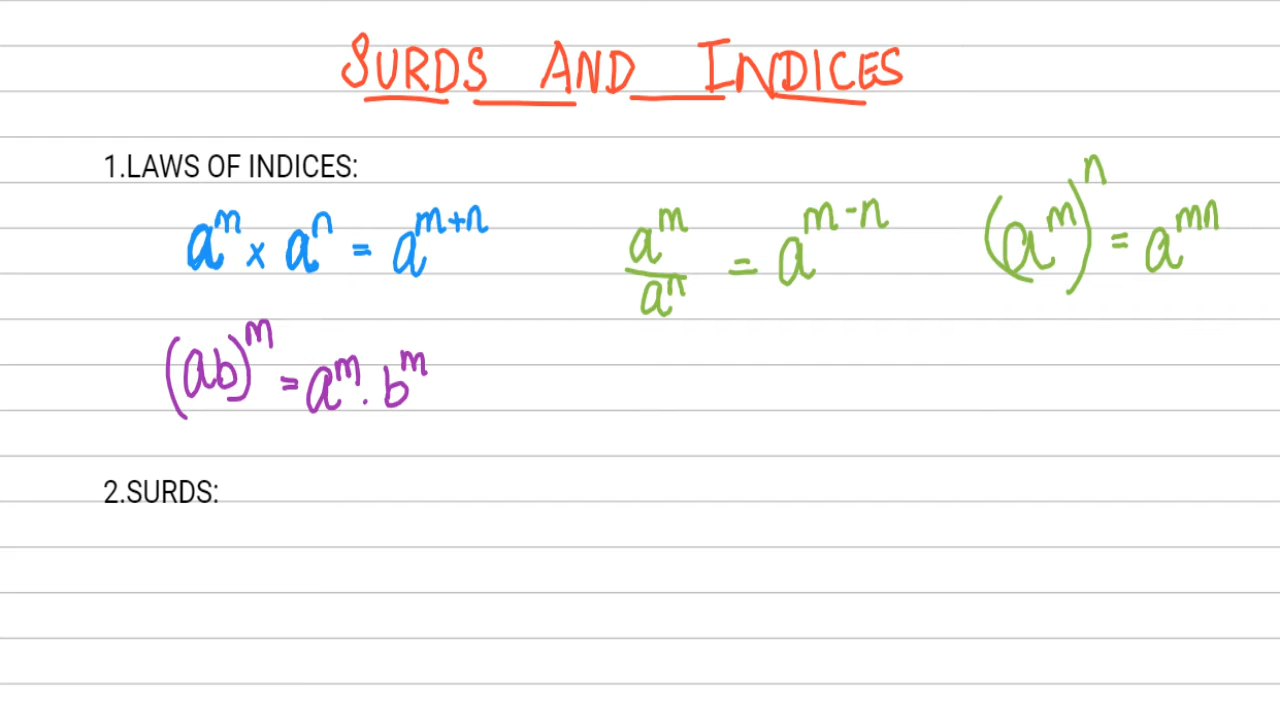 SURDS AND INDICES
1.LAWS OF INDICES:
a^m × a^n = a^{m+n}    a^m / a^n = a^{m-n}    (a^m)^n = a^{mn}
(ab)^m = a^m . b^m
2.SURDS: